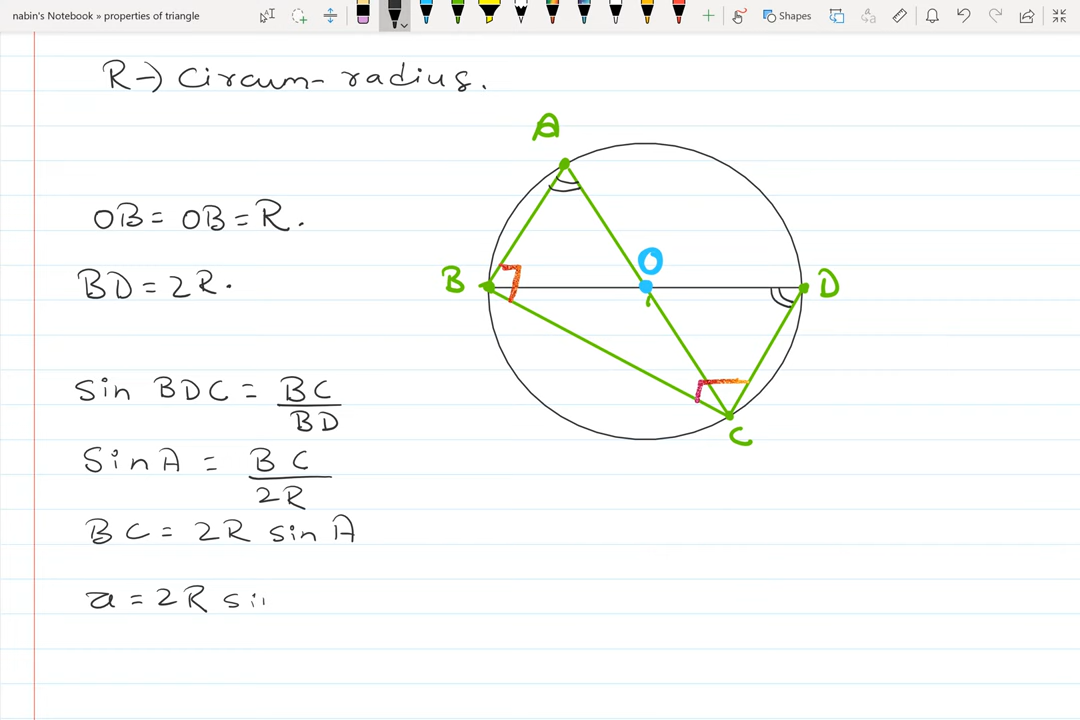 nabin's Notebook » properties of triangle
Shapes
R→ Circum-radius.
A
OB = OB = R.
O
B
D
BD = 2R.
Sin BDC = BC/BD
C
Sin A = BC/2R
BC = 2R sin A
a = 2R si